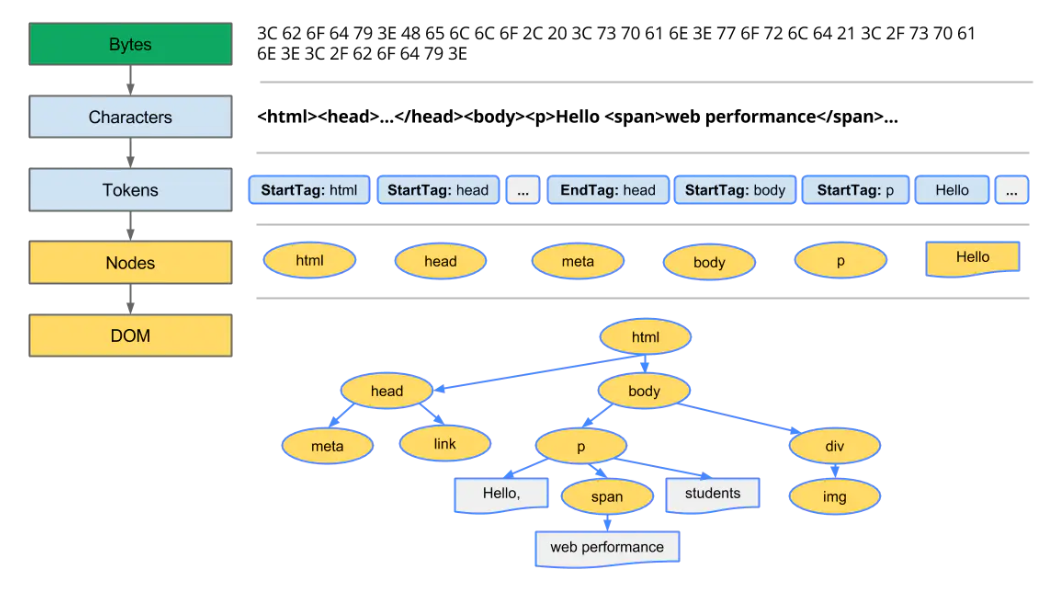 Bytes
3C 62 6F 64 79 3E 48 65 6C 6C 6F 2C 20 3C 73 70 61 6E 3E 77 6F 72 6C 64 21 3C 2F 73 70 61
6E 3E 3C 2F 62 6F 64 79 3E
Characters
<html><head>...</head><body><p>Hello <span>web performance</span>...
Tokens
StartTag: html
StartTag: head
...
EndTag: head
StartTag: body
StartTag: p
Hello
...
Nodes
html
head
meta
body
p
Hello
DOM
html
head
body
meta
link
p
div
Hello,
span
students
img
web performance